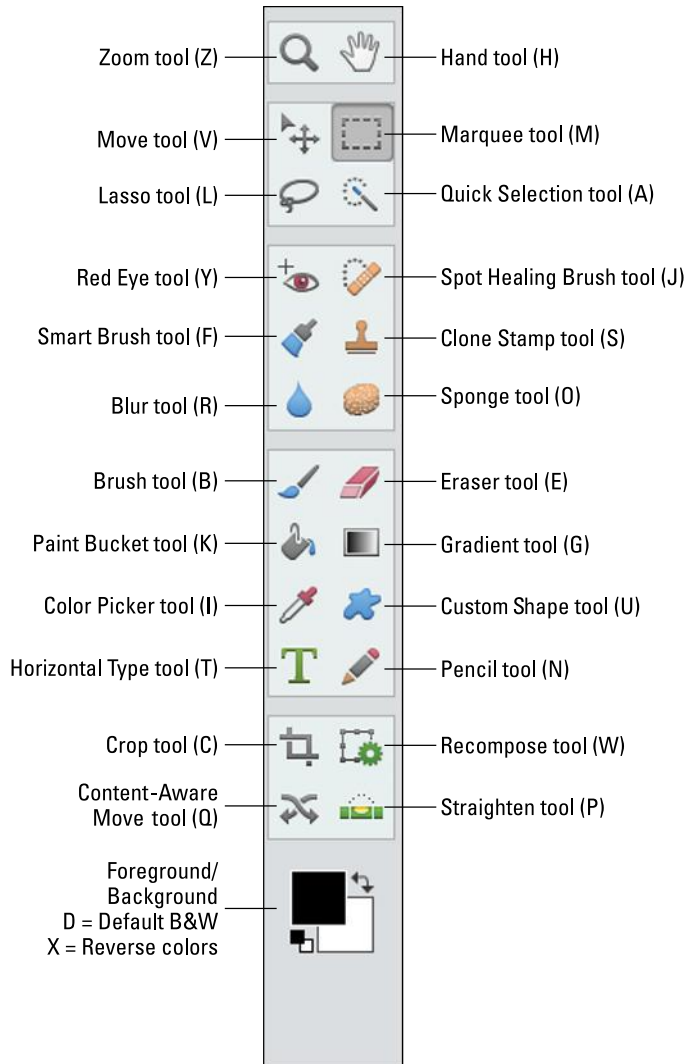 Zoom tool (Z)
Hand tool (H)
Move tool (V)
Marquee tool (M)
Lasso tool (L)
Quick Selection tool (A)
Red Eye tool (Y)
Spot Healing Brush tool (J)
Smart Brush tool (F)
Clone Stamp tool (S)
Blur tool (R)
Sponge tool (O)
Brush tool (B)
Eraser tool (E)
Paint Bucket tool (K)
Gradient tool (G)
Color Picker tool (I)
Custom Shape tool (U)
Horizontal Type tool (T)
T
Pencil tool (N)
Crop tool (C)
Recompose tool (W)
Content-Aware
Move tool (Q)
Straighten tool (P)
Foreground/
Background
D = Default B&W
X = Reverse colors